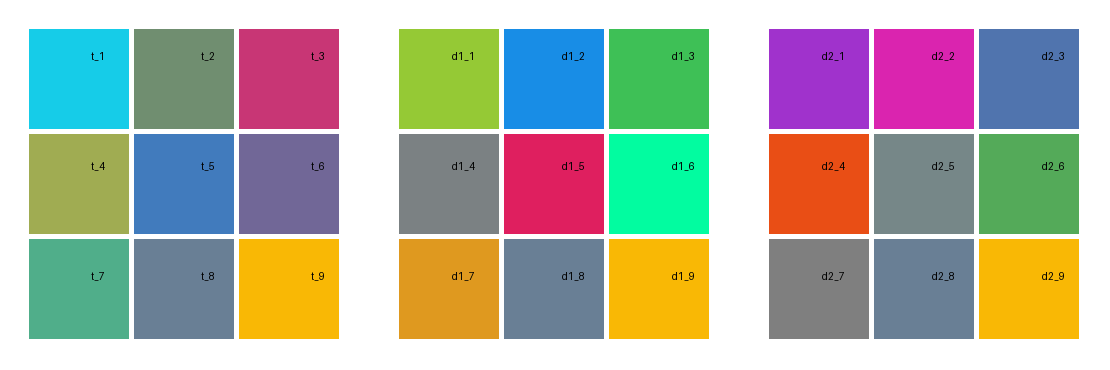 t_1 t_2 t_3 d1_1 d1_2 d1_3 d2_1 d2_2 d2_3
t_4 t_5 t_6 d1_4 d1_5 d1_6 d2_4 d2_5 d2_6
t_7 t_8 t_9 d1_7 d1_8 d1_9 d2_7 d2_8 d2_9